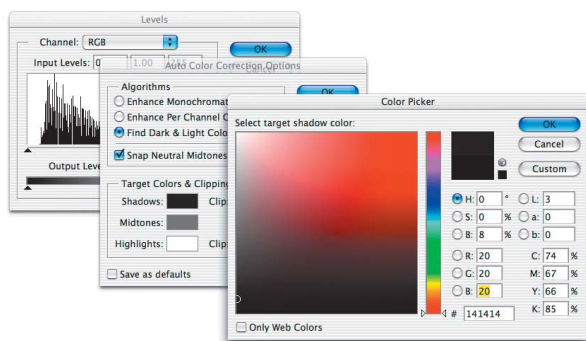 Levels
Channel: RGB
OK
Input Levels: 0 1.00 255
Cancel
Output Leve
Auto Color Correction Options
Algorithms
OK
Enhance Monochromat
Enhance Per Channel C
Find Dark & Light Colo
Snap Neutral Midtones
Target Colors & Clipping
Shadows: Clip:
Midtones:
Highlights: Clip:
Save as defaults
Color Picker
Select target shadow color:
OK
Cancel
Custom
H: 0 ° L: 3
S: 0 % a: 0
B: 8 % b: 0
R: 20 C: 74 %
G: 20 M: 67 %
B: 20 Y: 66 %
# 141414 K: 85 %
Only Web Colors